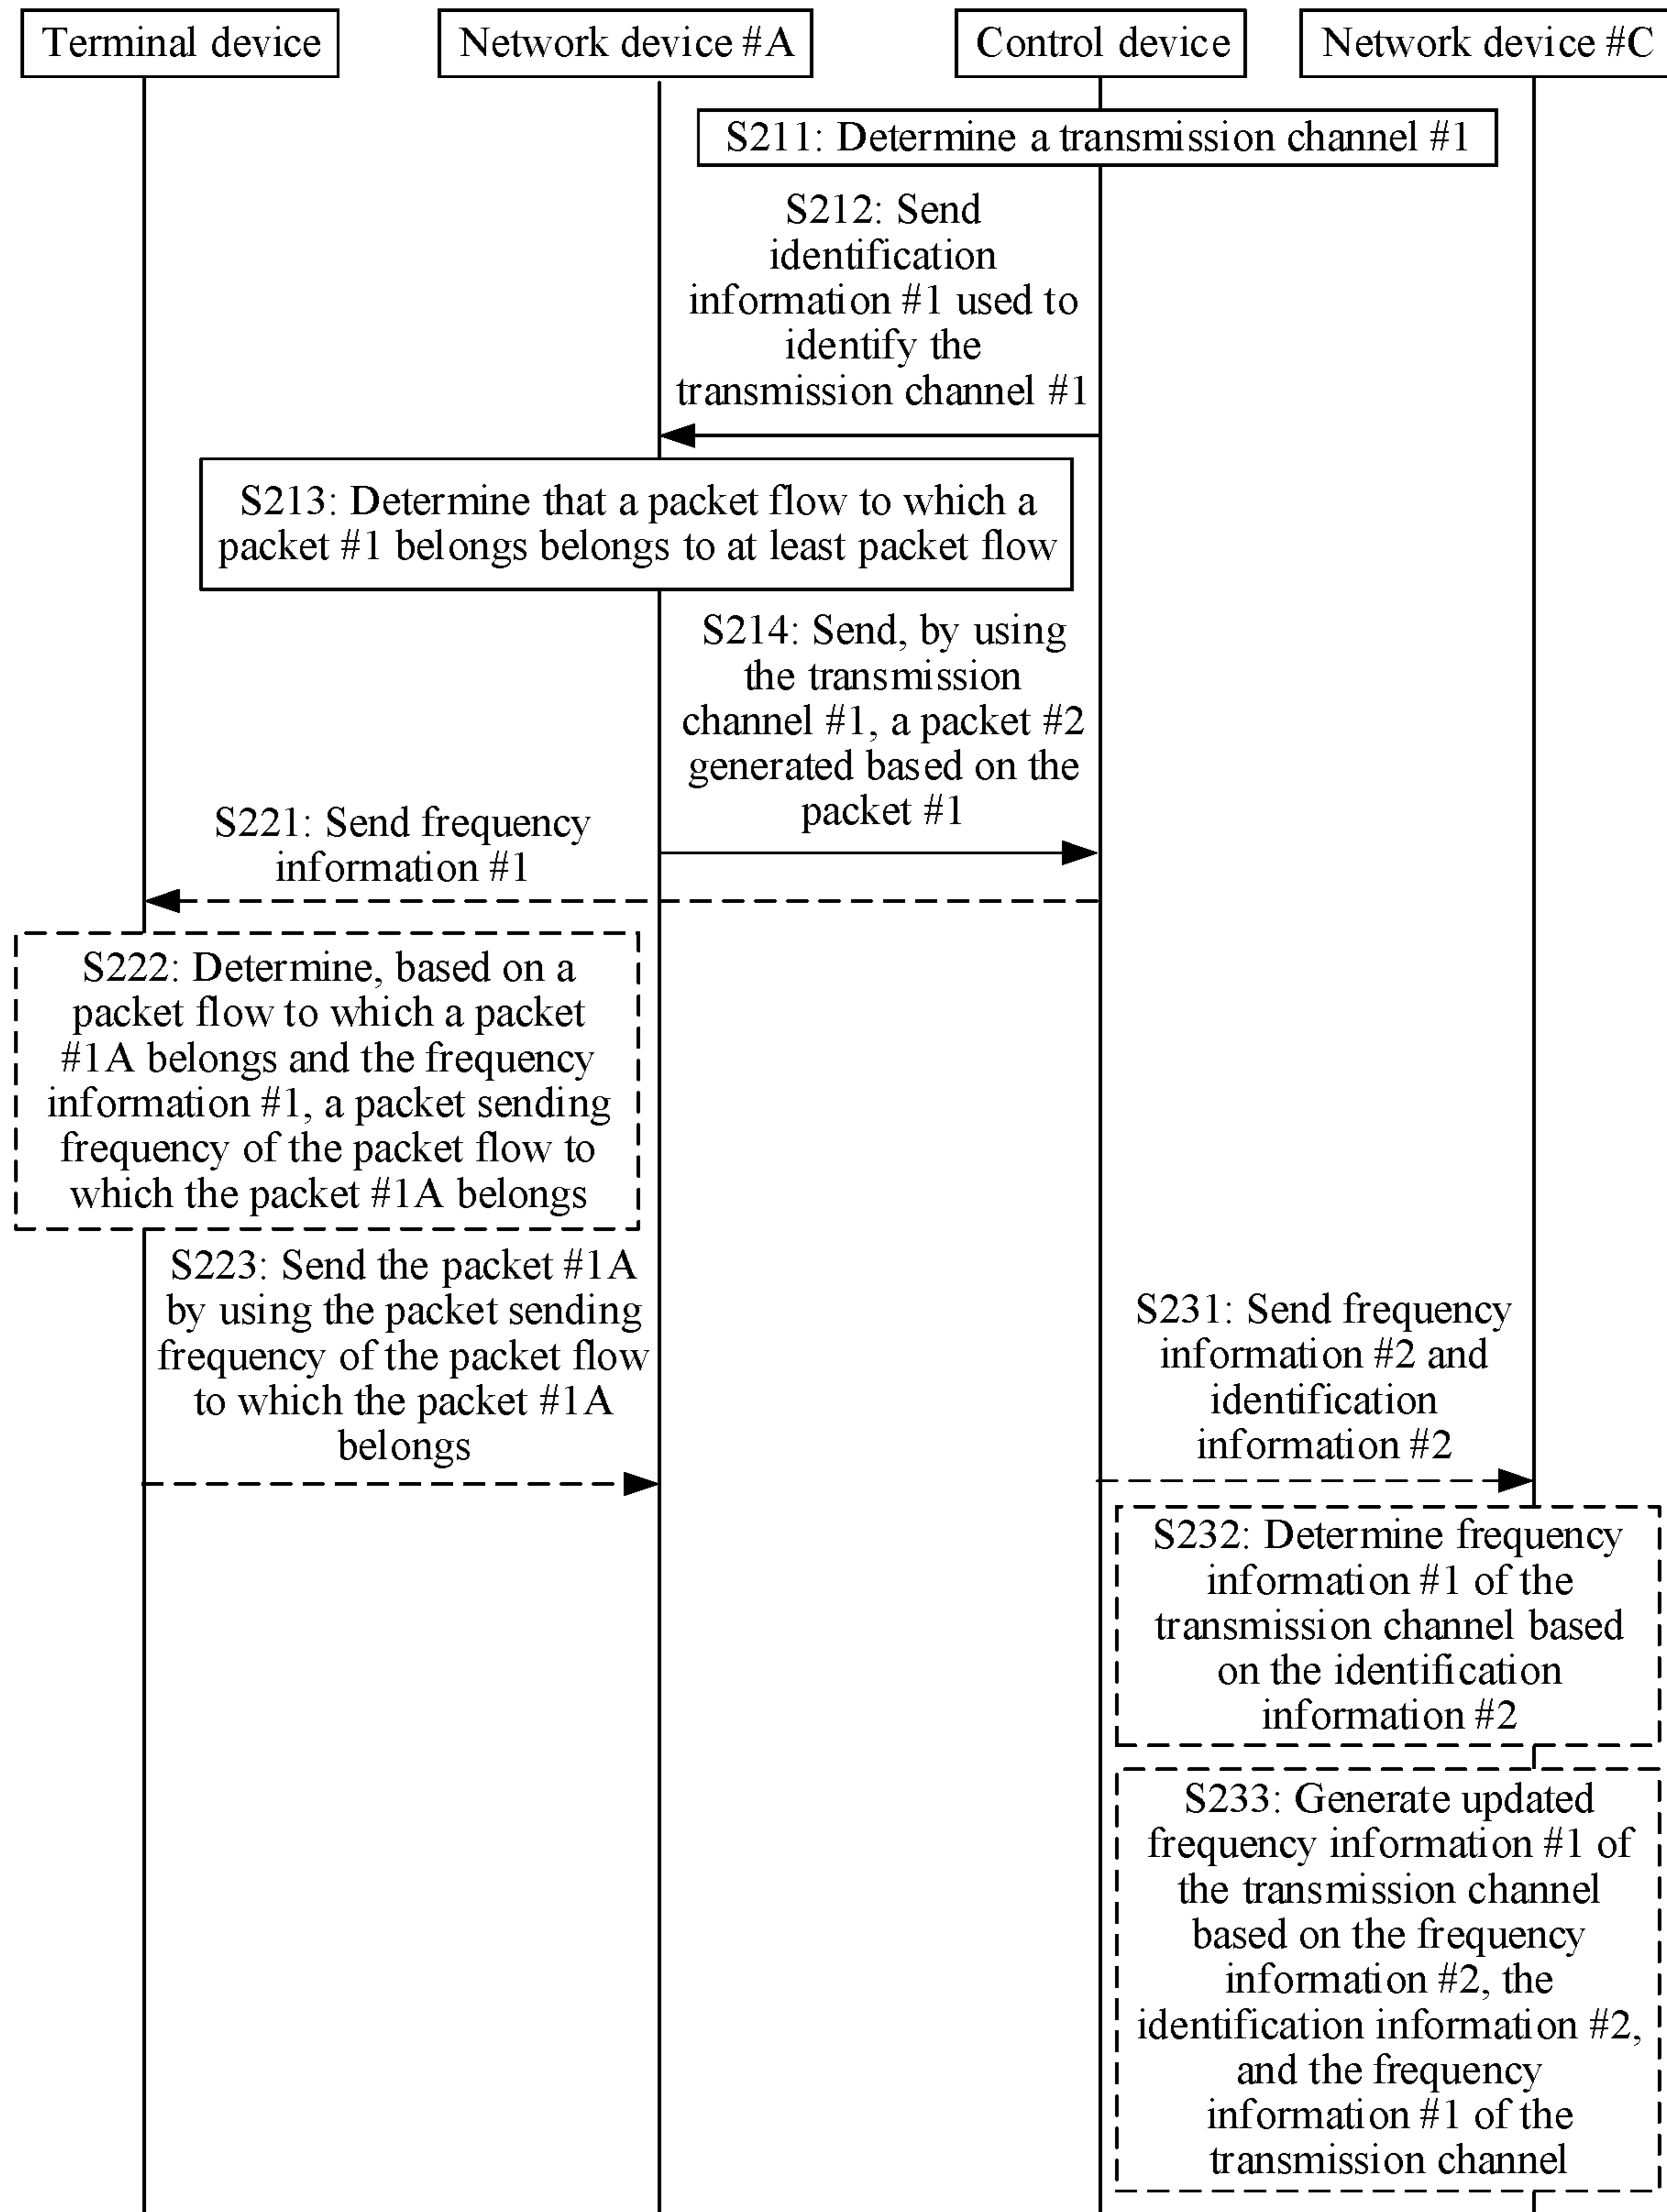 Terminal device
Network device #A
Control device
Network device #C
S211: Determine a transmission channel #1
S212: Send
identification
information #1 used to
identify the
transmission channel #1
S213: Determine that a packet flow to which a
packet #1 belongs belongs to at least packet flow
S214: Send, by using
the transmission
channel #1, a packet #2
generated based on the
packet #1
S221: Send frequency
information #1
S222: Determine, based on a
packet flow to which a packet
#1A belongs and the frequency
information #1, a packet sending
frequency of the packet flow to
which the packet #1A belongs
S223: Send the packet #1A
by using the packet sending
frequency of the packet flow
to which the packet #1A
belongs
S231: Send frequency
information #2 and
identification
information #2
S232: Determine frequency
information #1 of the
transmission channel based
on the identification
information #2
S233: Generate updated
frequency information #1 of
the transmission channel
based on the frequency
information #2, the
identification information #2,
and the frequency
information #1 of the
transmission channel